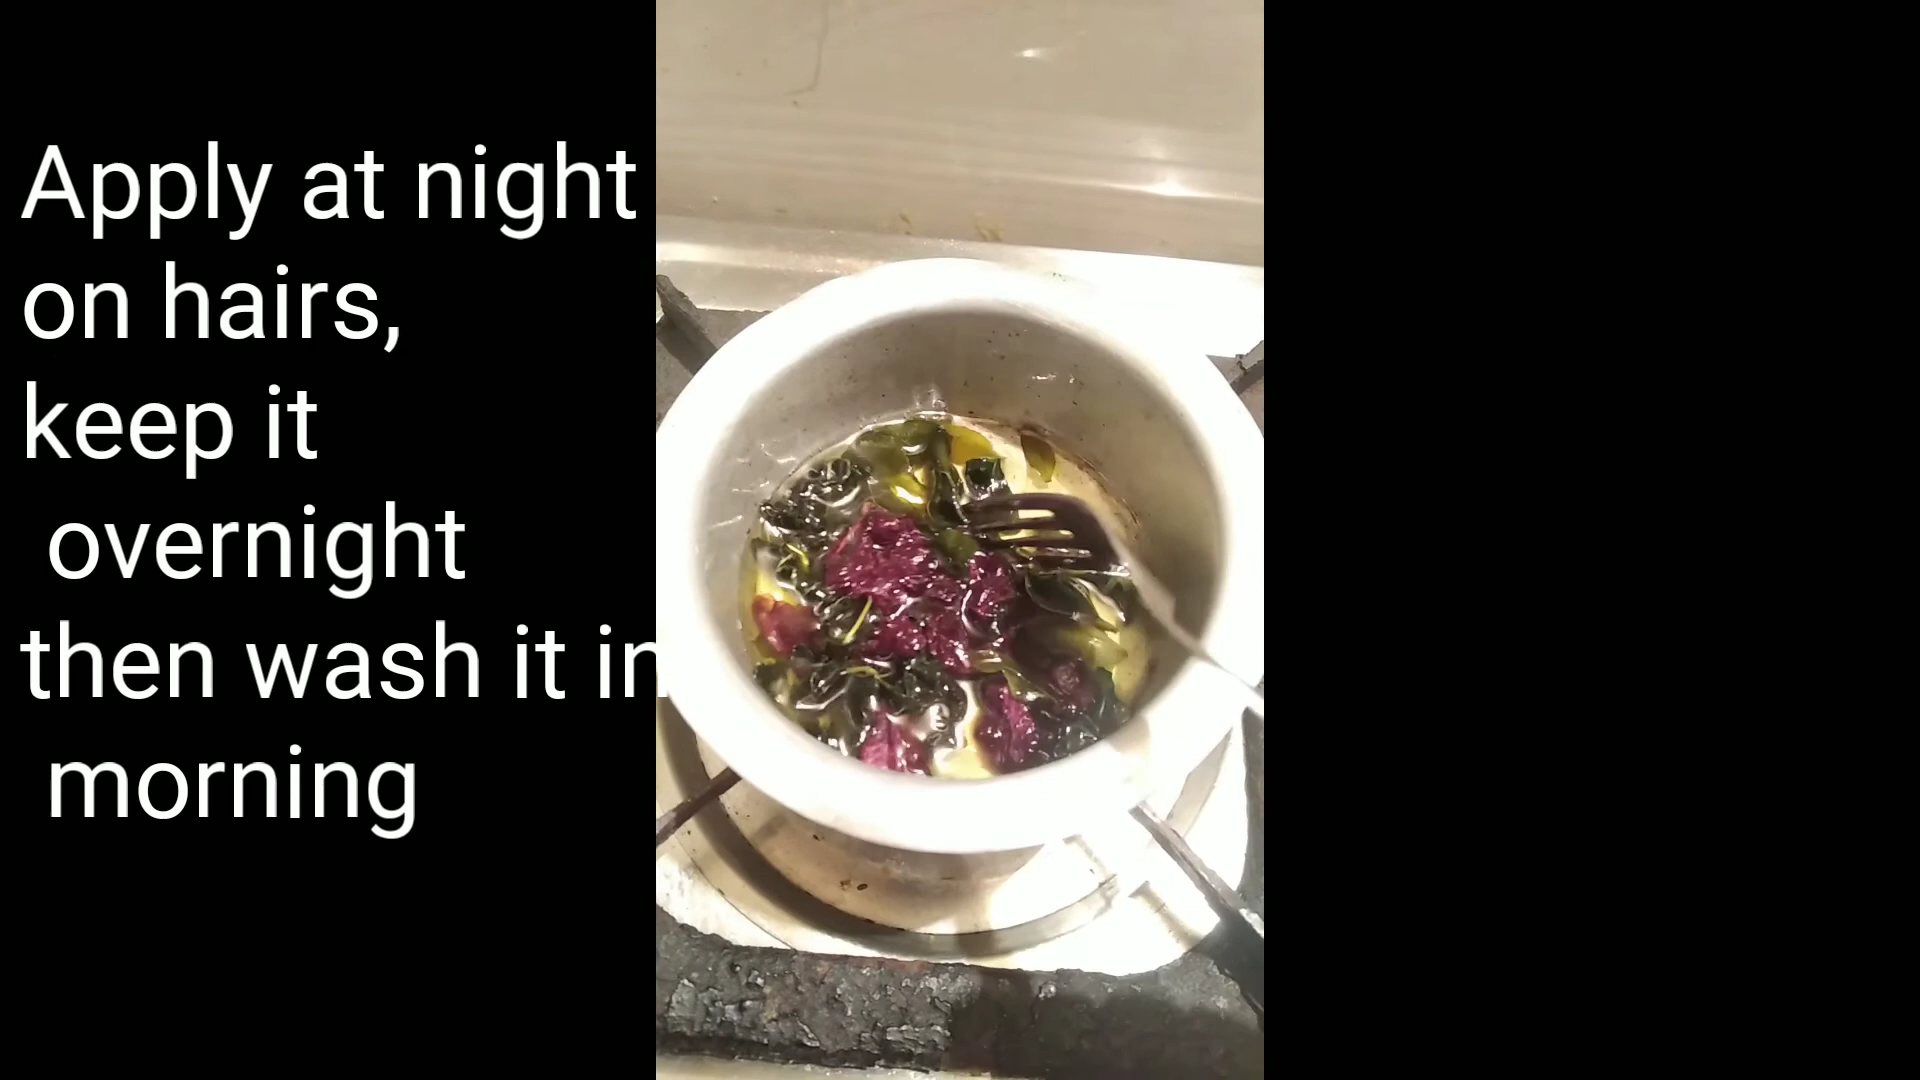 Apply at night
on hairs,
keep it
overnight
then wash it in
morning